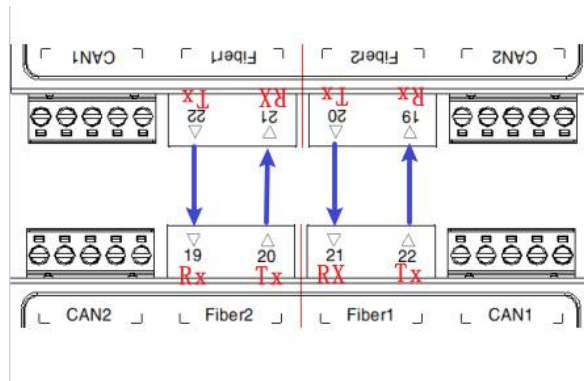 CAN1 Fiber1 Fiber2 CAN2
Tx RX Tx Rx
22 21 20 19
19 20 21 22
Rx Tx RX Tx
CAN2 Fiber2 Fiber1 CAN1